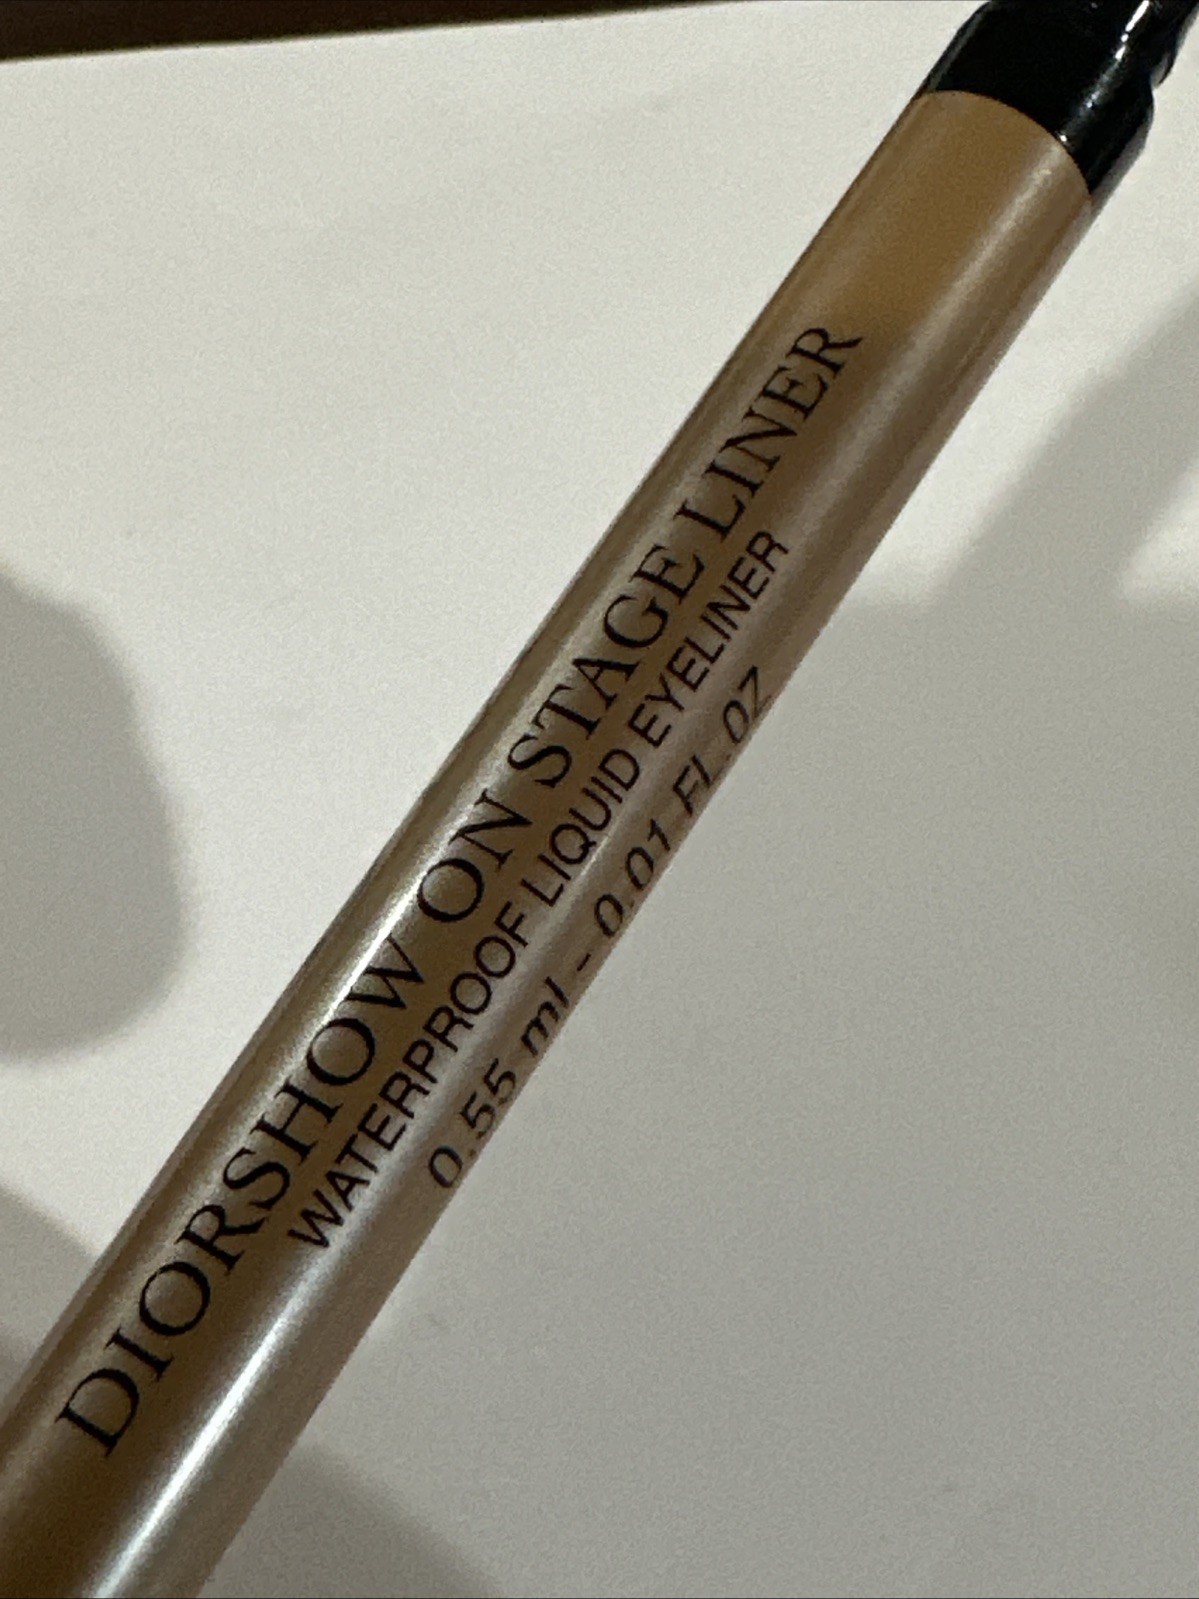 DIORSHOW ON STAGE LINER
WATERPROOF LIQUID EYELINER
0.55 ml - 0.01 FL.OZ